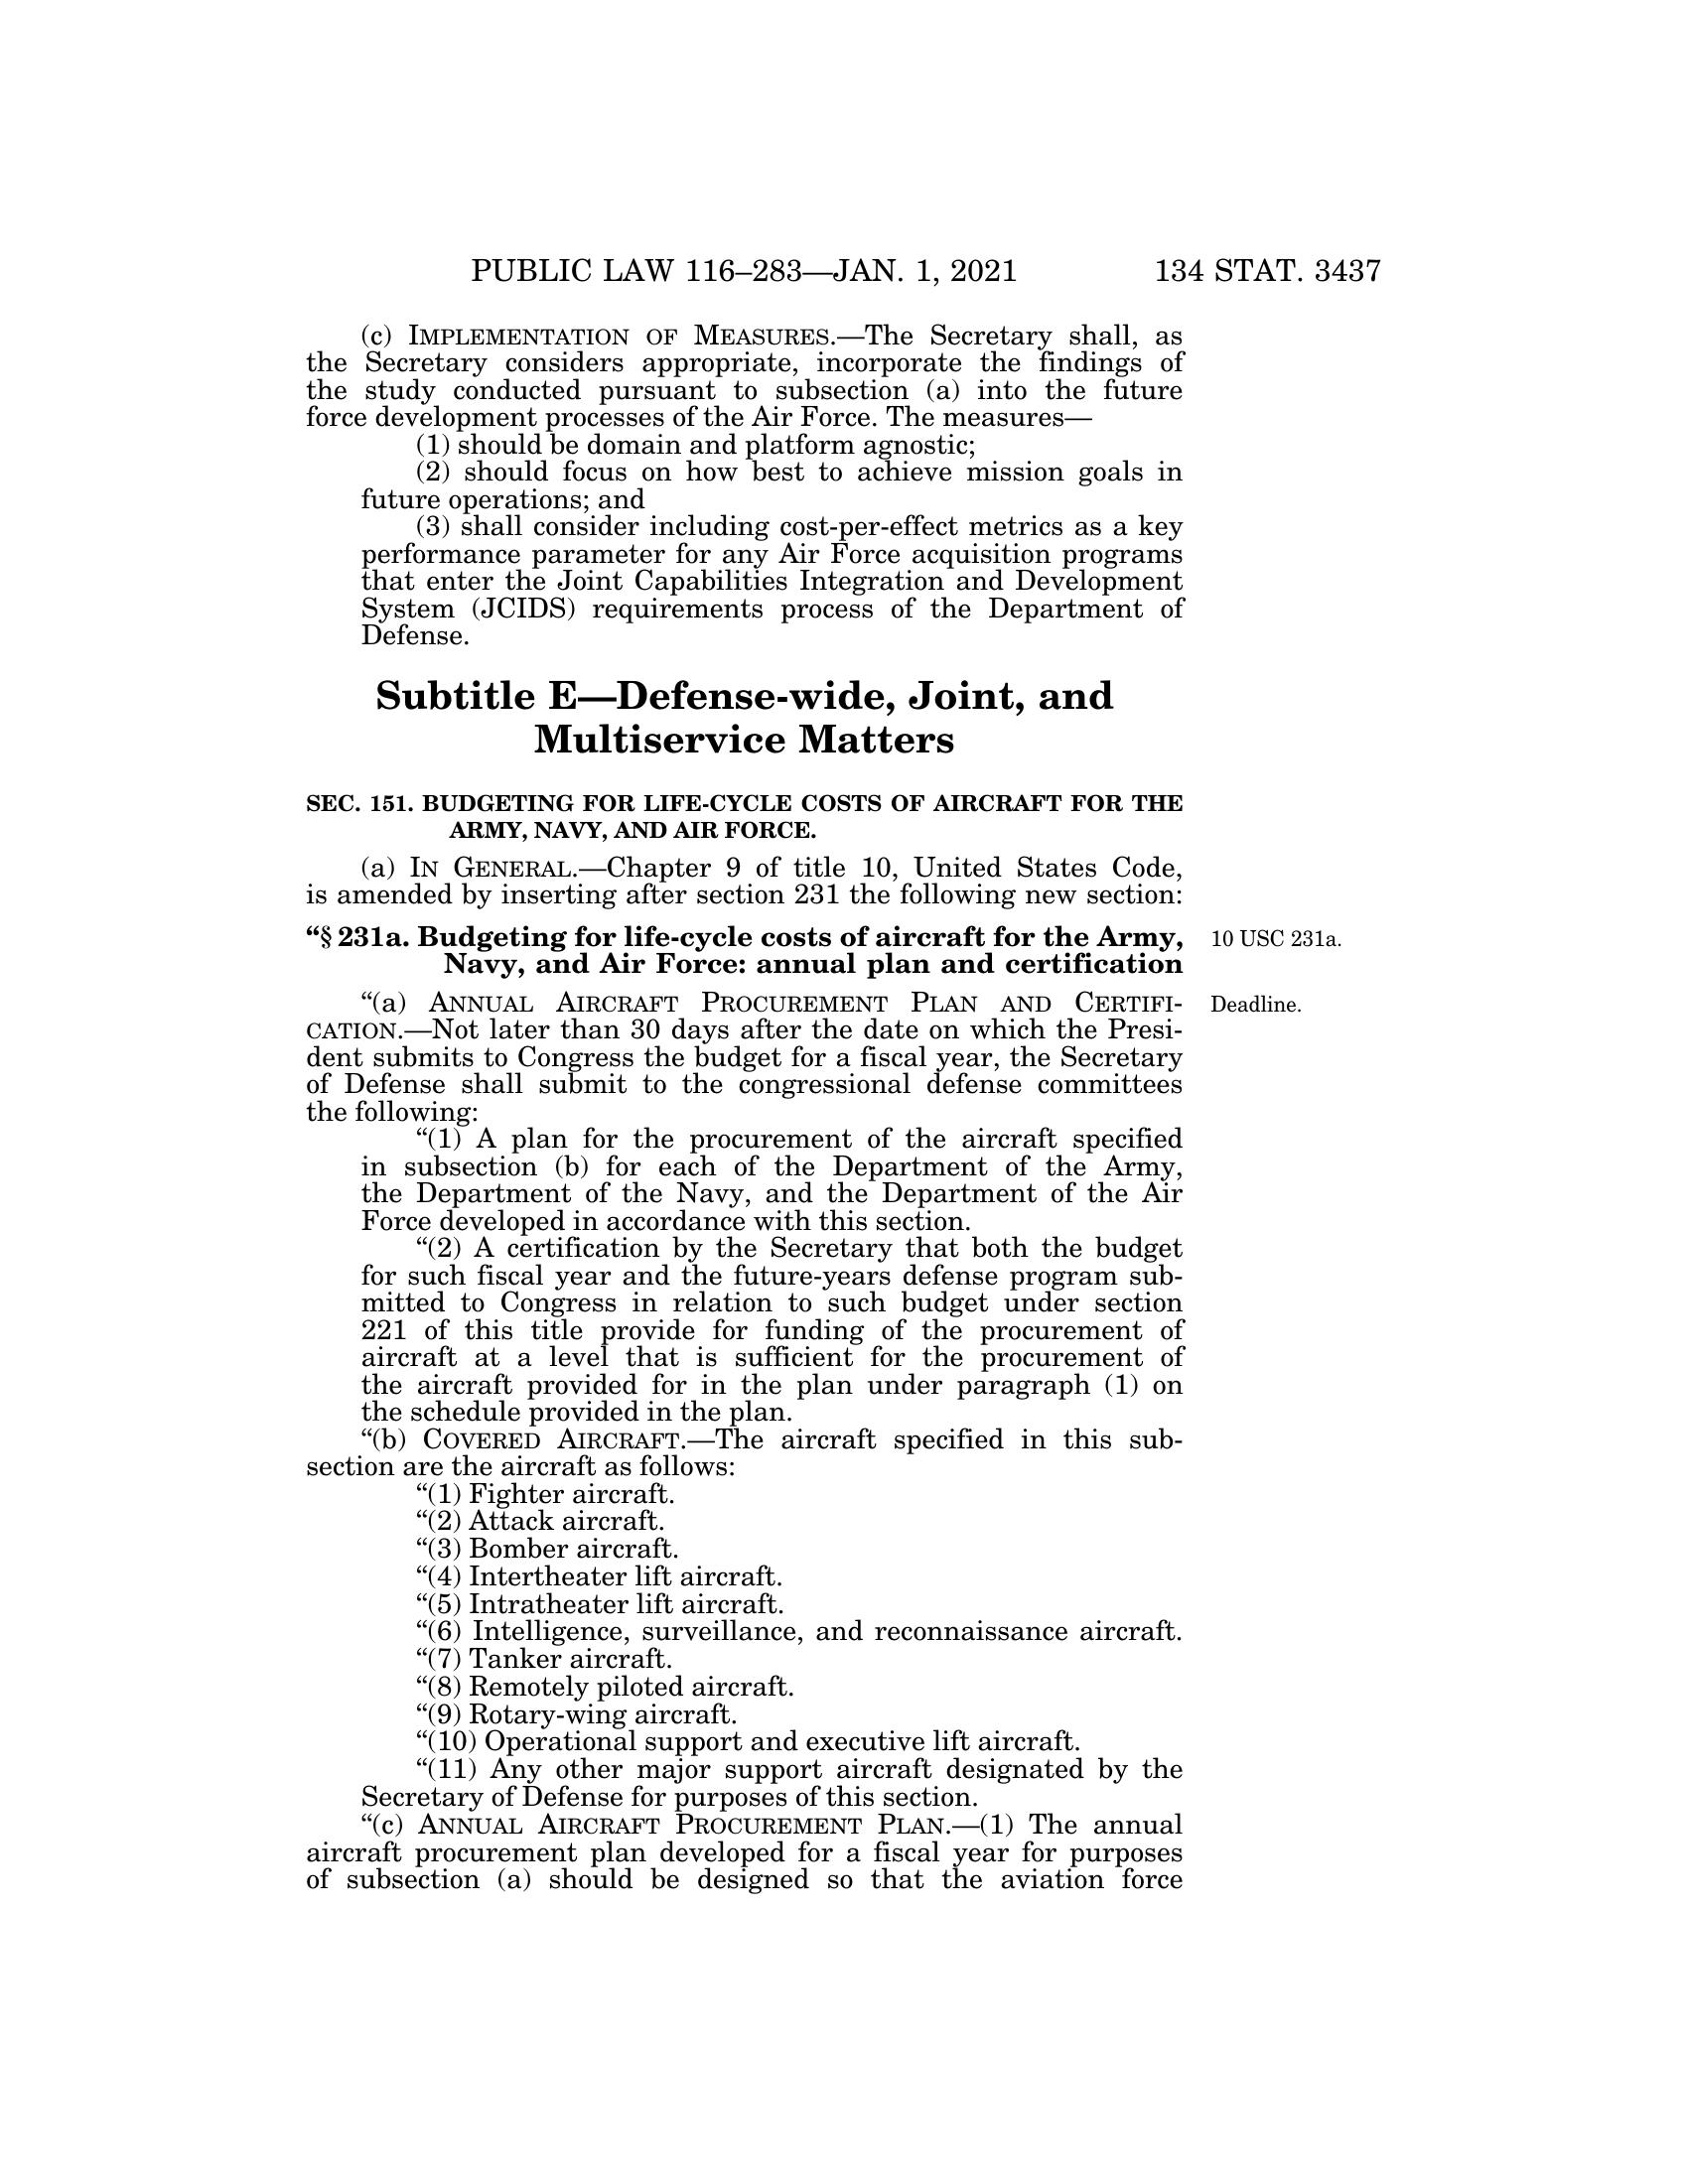 PUBLIC LAW 116–283—JAN. 1, 2021 134 STAT. 3437
(c) IMPLEMENTATION OF MEASURES.—The Secretary shall, as
the Secretary considers appropriate, incorporate the findings of
the study conducted pursuant to subsection (a) into the future
force development processes of the Air Force. The measures—
(1) should be domain and platform agnostic;
(2) should focus on how best to achieve mission goals in
future operations; and
(3) shall consider including cost-per-effect metrics as a key
performance parameter for any Air Force acquisition programs
that enter the Joint Capabilities Integration and Development
System (JCIDS) requirements process of the Department of
Defense.
Subtitle E—Defense-wide, Joint, and
Multiservice Matters
SEC. 151. BUDGETING FOR LIFE-CYCLE COSTS OF AIRCRAFT FOR THE
ARMY, NAVY, AND AIR FORCE.
(a) IN GENERAL.—Chapter 9 of title 10, United States Code,
is amended by inserting after section 231 the following new section:
“§ 231a. Budgeting for life-cycle costs of aircraft for the Army, 10 USC 231a.
Navy, and Air Force: annual plan and certification
“(a) ANNUAL AIRCRAFT PROCUREMENT PLAN AND CERTIFI- Deadline.
CATION.—Not later than 30 days after the date on which the Presi-
dent submits to Congress the budget for a fiscal year, the Secretary
of Defense shall submit to the congressional defense committees
the following:
“(1) A plan for the procurement of the aircraft specified
in subsection (b) for each of the Department of the Army,
the Department of the Navy, and the Department of the Air
Force developed in accordance with this section.
“(2) A certification by the Secretary that both the budget
for such fiscal year and the future-years defense program sub-
mitted to Congress in relation to such budget under section
221 of this title provide for funding of the procurement of
aircraft at a level that is sufficient for the procurement of
the aircraft provided for in the plan under paragraph (1) on
the schedule provided in the plan.
“(b) COVERED AIRCRAFT.—The aircraft specified in this sub-
section are the aircraft as follows:
“(1) Fighter aircraft.
“(2) Attack aircraft.
“(3) Bomber aircraft.
“(4) Intertheater lift aircraft.
“(5) Intratheater lift aircraft.
“(6) Intelligence, surveillance, and reconnaissance aircraft.
“(7) Tanker aircraft.
“(8) Remotely piloted aircraft.
“(9) Rotary-wing aircraft.
“(10) Operational support and executive lift aircraft.
“(11) Any other major support aircraft designated by the
Secretary of Defense for purposes of this section.
“(c) ANNUAL AIRCRAFT PROCUREMENT PLAN.—(1) The annual
aircraft procurement plan developed for a fiscal year for purposes
of subsection (a) should be designed so that the aviation force